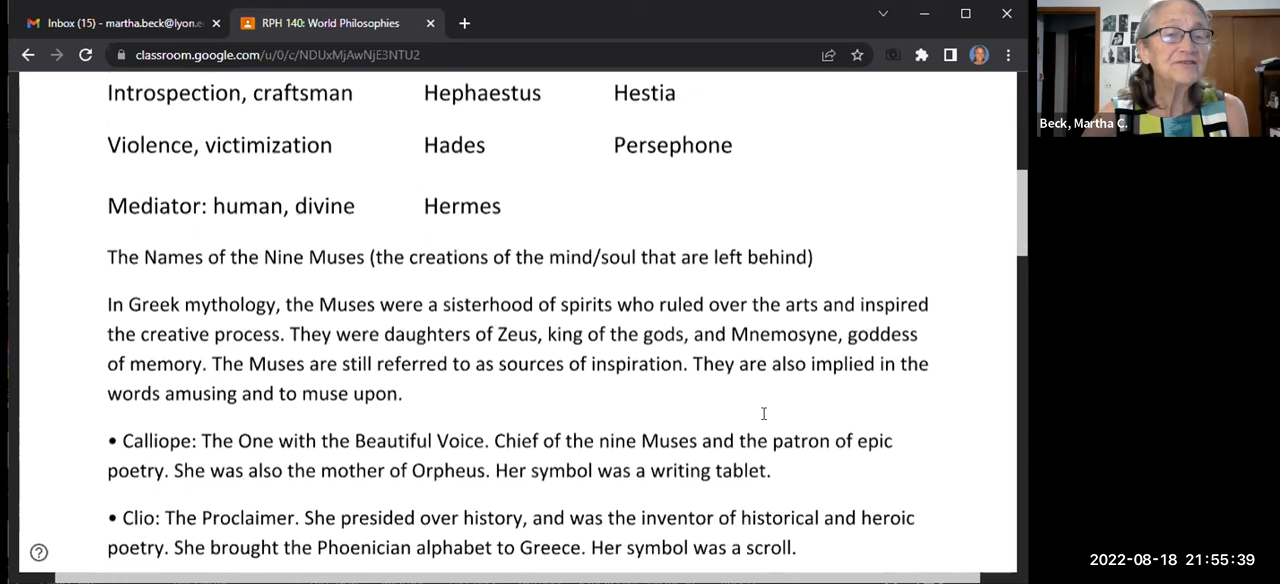 Inbox (15) - martha.beck@lyon.e
RPH 140: World Philosophies
classroom.google.com/u/0/c/NDUxMjAwNjE3NTU2
Introspection, craftsman Hephaestus Hestia
Violence, victimization Hades Persephone
Mediator: human, divine Hermes
The Names of the Nine Muses (the creations of the mind/soul that are left behind)
In Greek mythology, the Muses were a sisterhood of spirits who ruled over the arts and inspired
the creative process. They were daughters of Zeus, king of the gods, and Mnemosyne, goddess
of memory. The Muses are still referred to as sources of inspiration. They are also implied in the
words amusing and to muse upon.
• Calliope: The One with the Beautiful Voice. Chief of the nine Muses and the patron of epic
poetry. She was also the mother of Orpheus. Her symbol was a writing tablet.
• Clio: The Proclaimer. She presided over history, and was the inventor of historical and heroic
poetry. She brought the Phoenician alphabet to Greece. Her symbol was a scroll.
Beck, Martha C.
2022-08-18 21:55:39